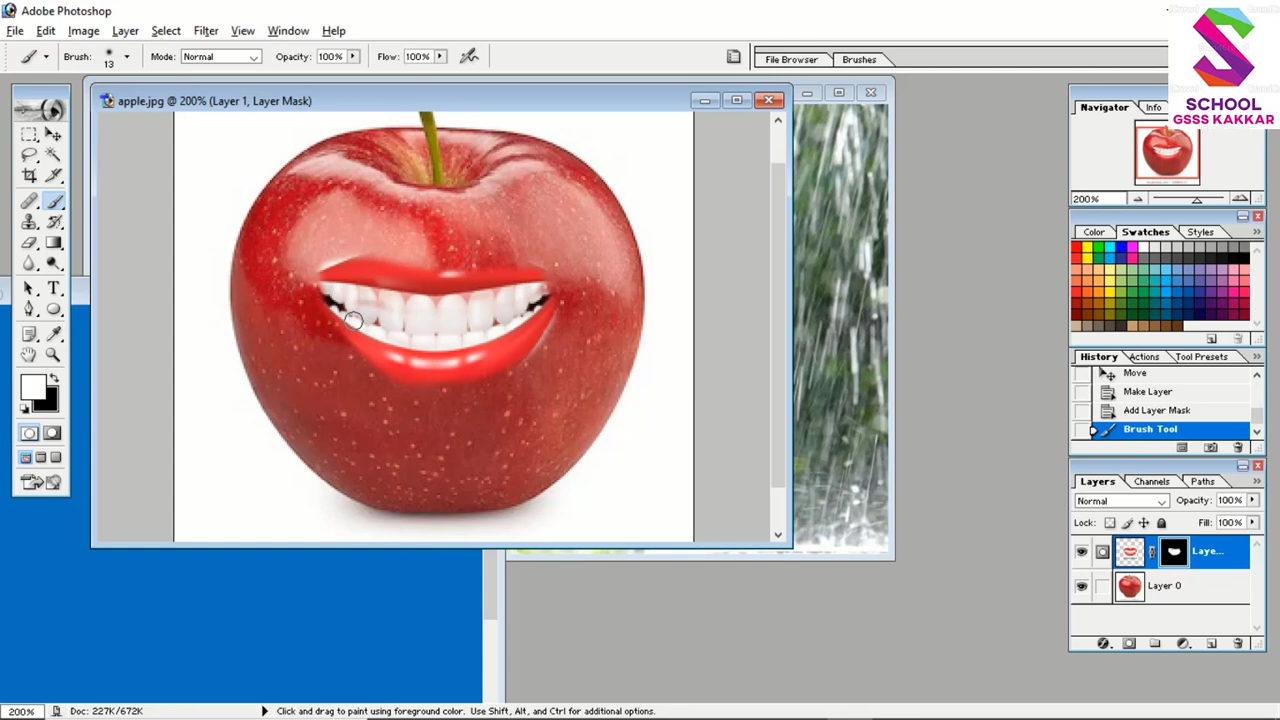 Adobe Photoshop
File Edit Image Layer Select Filter View Window Help
Brush: 13 Mode: Normal Opacity: 100% Flow: 100% File Browser Brushes
SCHOOL
GSSS KAKKAR
apple.jpg @ 200% (Layer 1, Layer Mask)
Navigator Info
200%
Color Swatches Styles
History Actions Tool Presets
Move
Make Layer
Add Layer Mask
Brush Tool
Layers Channels Paths
Normal Opacity: 100%
Lock: Fill: 100%
Laye...
Layer 0
200% Doc: 227K/672K Click and drag to paint using foreground color. Use Shift, Alt, and Ctrl for additional options.